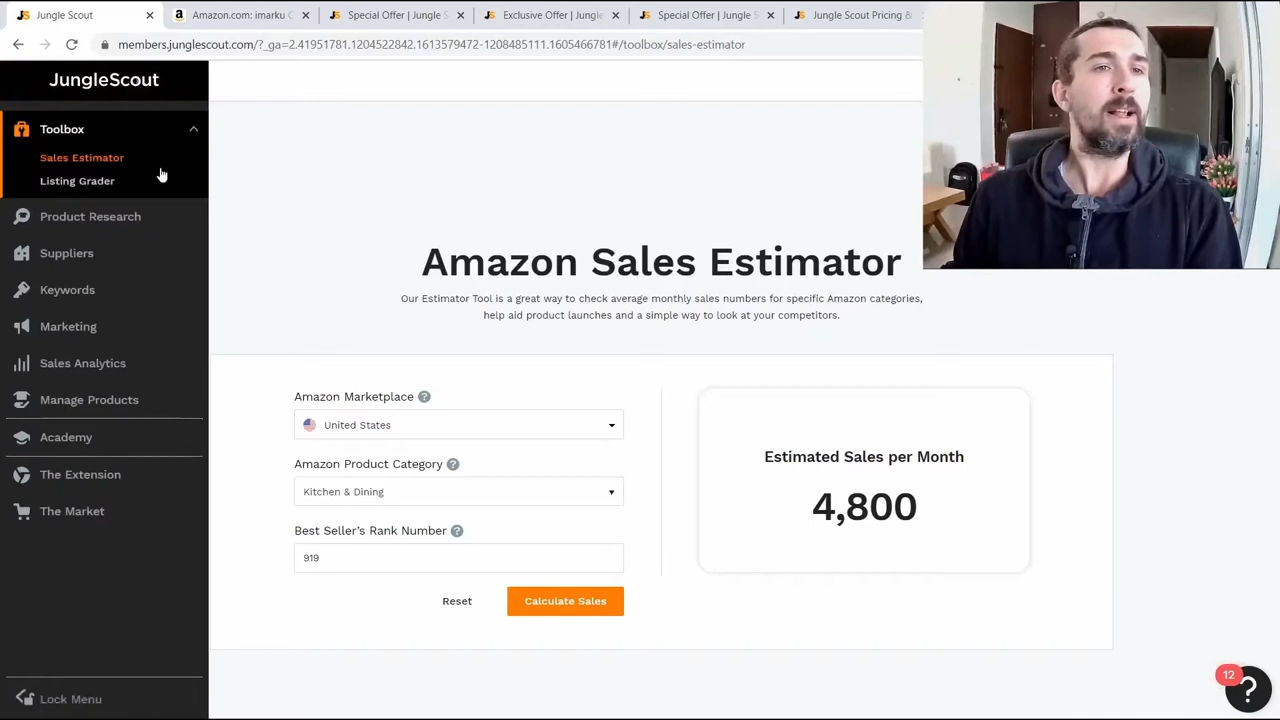 Jungle Scout
Amazon.com: imarku C
Special Offer | Jungle S
Exclusive Offer | Jungle
Special Offer | Jungle S
Jungle Scout Pricing &
members.junglescout.com/?_ga=2.41951781.1204522842.1613579472-1208485111.1605466781#/toolbox/sales-estimator
JungleScout
Toolbox
Sales Estimator
Listing Grader
Product Research
Suppliers
Keywords
Marketing
Sales Analytics
Manage Products
Academy
The Extension
The Market
Lock Menu
Amazon Sales Estimator
Our Estimator Tool is a great way to check average monthly sales numbers for specific Amazon categories,
help aid product launches and a simple way to look at your competitors.
Amazon Marketplace ?
United States
Amazon Product Category ?
Kitchen & Dining
Best Seller's Rank Number ?
919
Reset
Calculate Sales
Estimated Sales per Month
4,800
12
?